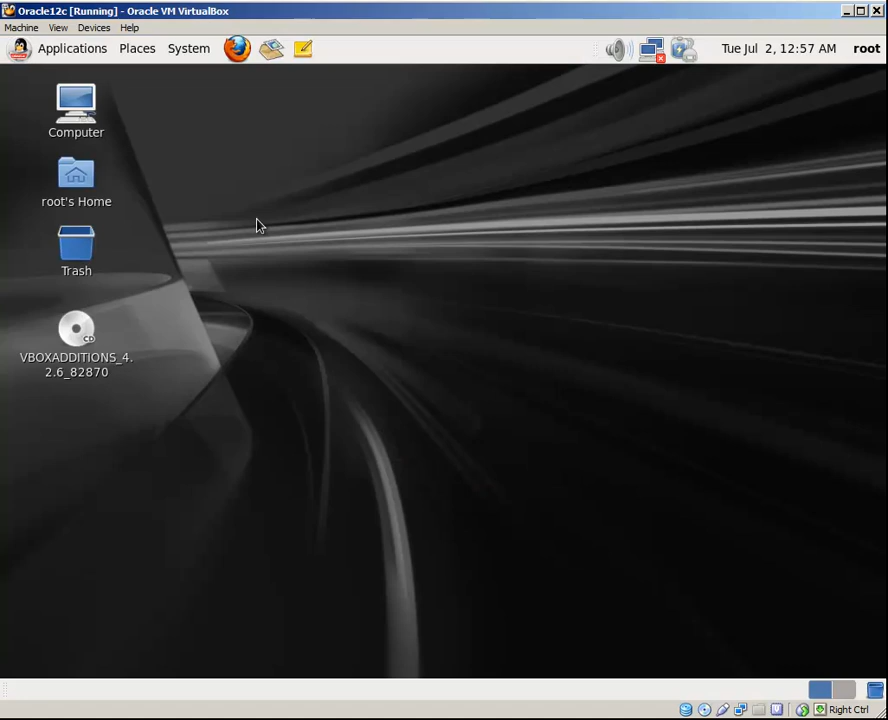 Oracle12c [Running] - Oracle VM VirtualBox
Machine View Devices Help
Applications Places System Tue Jul 2, 12:57 AM root
Computer
root's Home
Trash
CD
VBOXADDITIONS_4.
2.6_82870
Right Ctrl